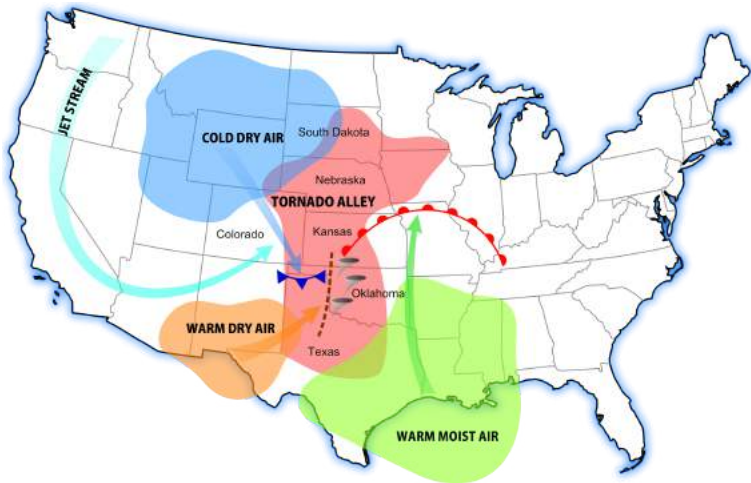 JET STREAM
COLD DRY AIR
South Dakota
Nebraska
TORNADO ALLEY
Colorado
Kansas
Oklahoma
WARM DRY AIR
Texas
WARM MOIST AIR